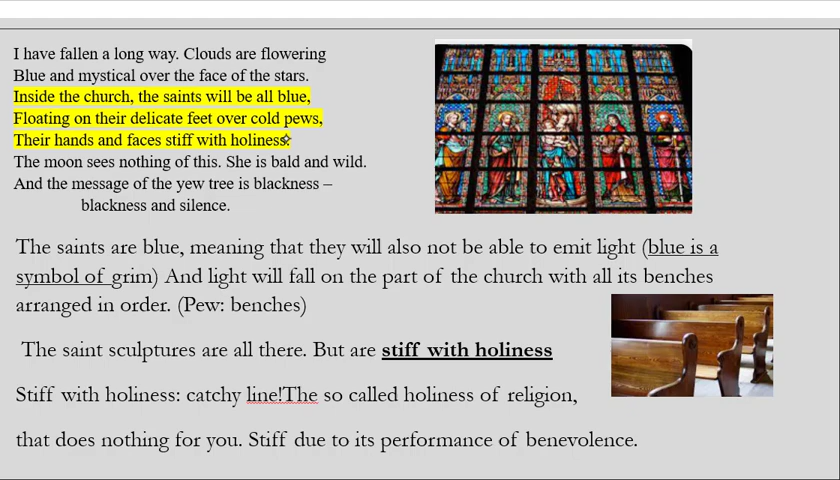 I have fallen a long way. Clouds are flowering
Blue and mystical over the face of the stars.
Inside the church, the saints will be all blue,
Floating on their delicate feet over cold pews,
Their hands and faces stiff with holiness.
The moon sees nothing of this. She is bald and wild.
And the message of the yew tree is blackness –
blackness and silence.
The saints are blue, meaning that they will also not be able to emit light (blue is a
symbol of grim) And light will fall on the part of the church with all its benches
arranged in order. (Pew: benches)
The saint sculptures are all there. But are stiff with holiness
Stiff with holiness: catchy line!The so called holiness of religion,
that does nothing for you. Stiff due to its performance of benevolence.